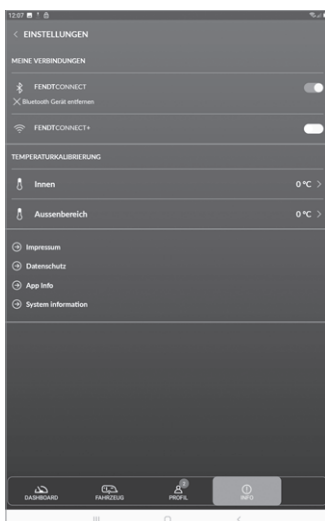 12:07
EINSTELLUNGEN
MEINE VERBINDUNGEN
FENDTCONNECT
Bluetooth Gerät entfernen
FENDTCONNECT+
TEMPERATURKALIBRIERUNG
Innen 0 °C
Aussenbereich 0 °C
Impressum
Datenschutz
App Info
System information
DASHBOARD FAHRZEUG PROFIL INFO